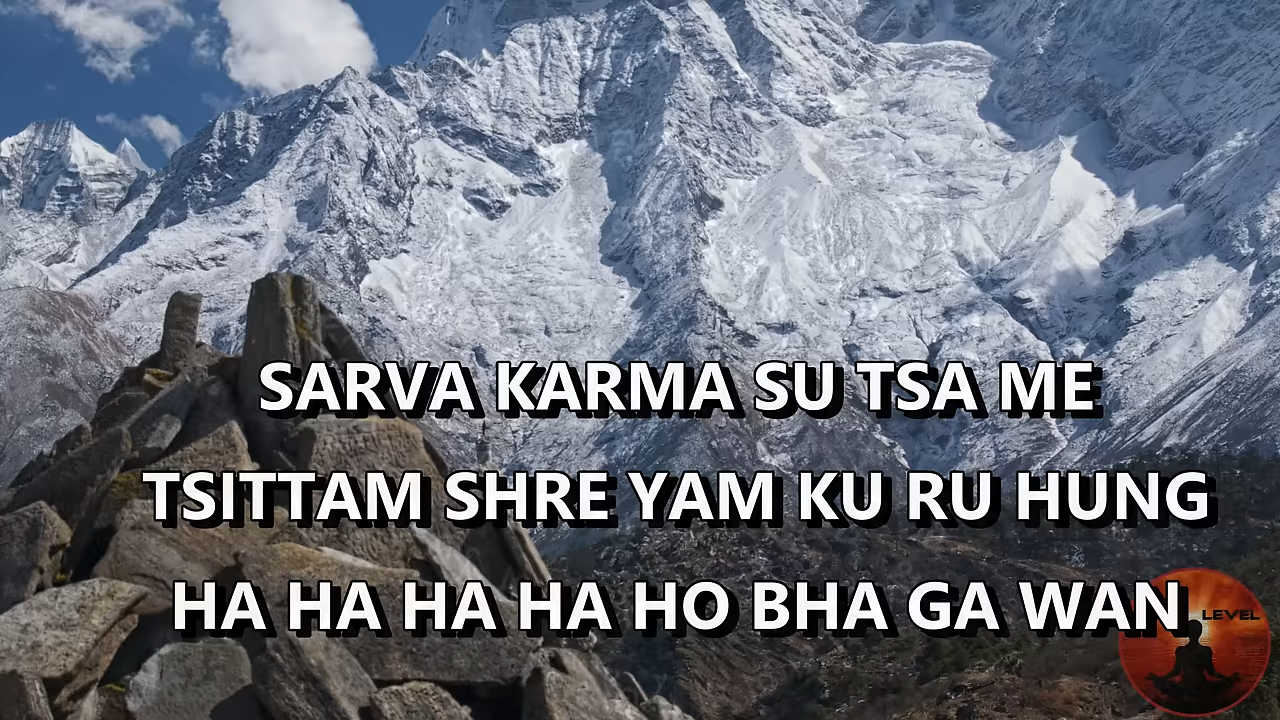 SARVA KARMA SU TSA ME
TSITTAM SHRE YAM KU RU HUNG
HA HA HA HA HO BHA GA WAN
LEVEL